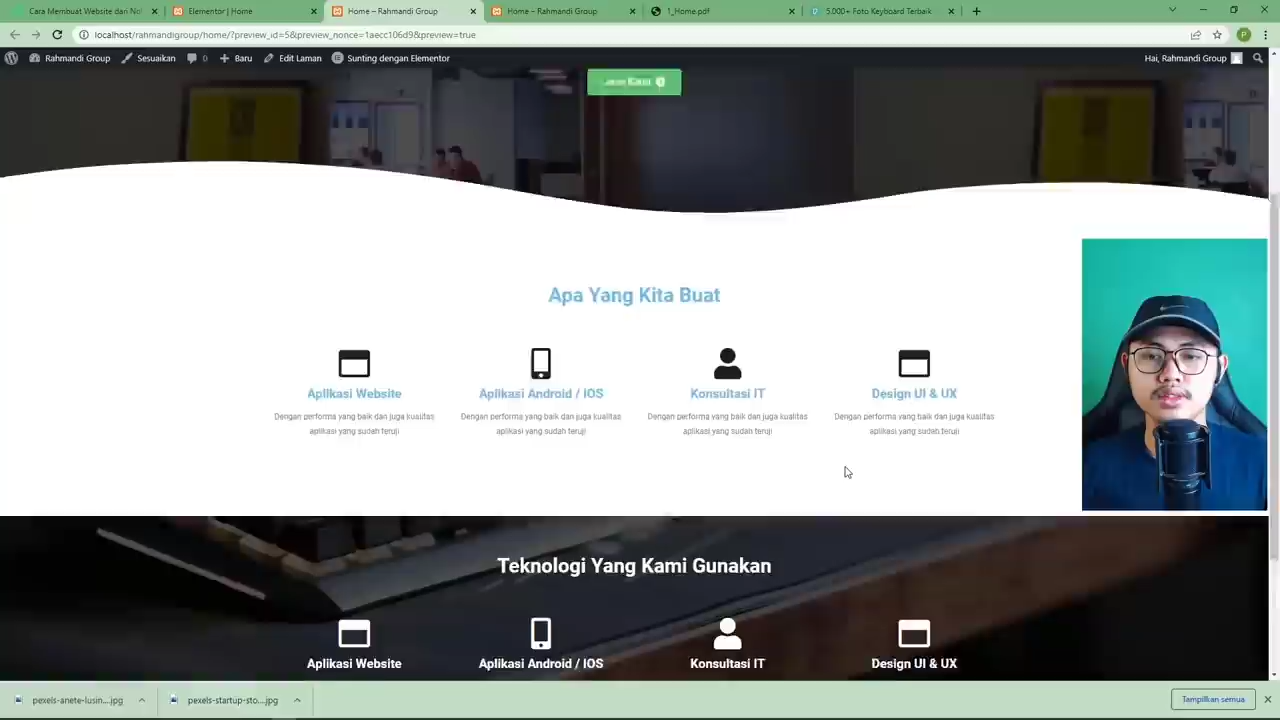 Cara Membuat Website dari No
Elementor | Home
Home – Rahmandi Group
Home – Rahmandi Group
1_Home.pdf
5.000+ Foto Keyboard Terbaik
localhost/rahmandigroup/home/?preview_id=5&preview_nonce=1aecc106d9&preview=true
Rahmandi Group
Sesuaikan
0
Baru
Edit Laman
Sunting dengan Elementor
Hai, Rahmandi Group
Kami
Apa Yang Kita Buat
Aplikasi Website
Aplikasi Android / IOS
Konsultasi IT
Design UI & UX
Dengan performa yang baik dan juga kualitas
aplikasi yang sudah teruji
Dengan performa yang baik dan juga kualitas
aplikasi yang sudah teruji
Dengan performa yang baik dan juga kualitas
aplikasi yang sudah teruji
Dengan performa yang baik dan juga kualitas
aplikasi yang sudah teruji
Teknologi Yang Kami Gunakan
Aplikasi Website
Aplikasi Android / IOS
Konsultasi IT
Design UI & UX
pexels-anete-lusin....jpg
pexels-startup-sto....jpg
Tampilkan semua